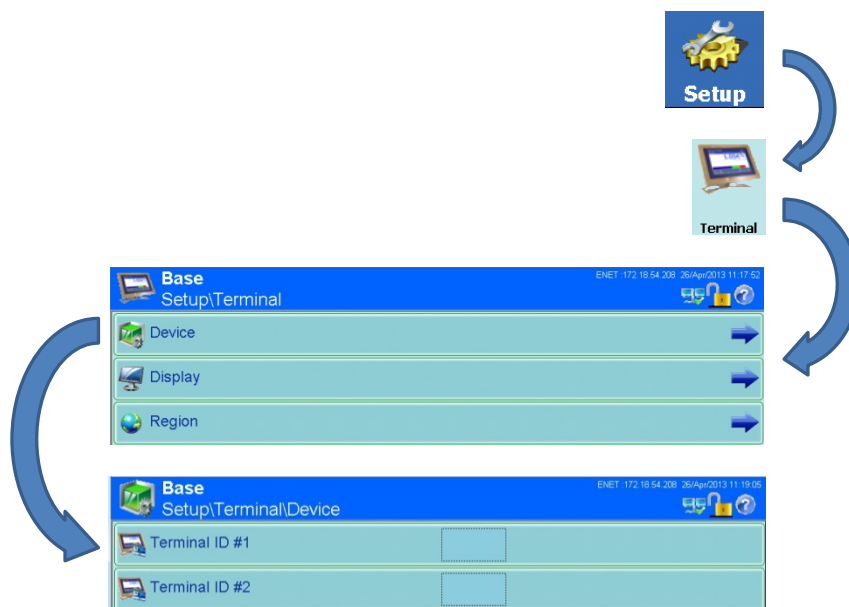 Setup
Terminal
Base
ENET :172.18.54.208 26/Apr/2013 11:17:52
Setup\Terminal
Device
Display
Region
Base
ENET :172.18.54.208 26/Apr/2013 11:19:05
Setup\Terminal\Device
Terminal ID #1
Terminal ID #2